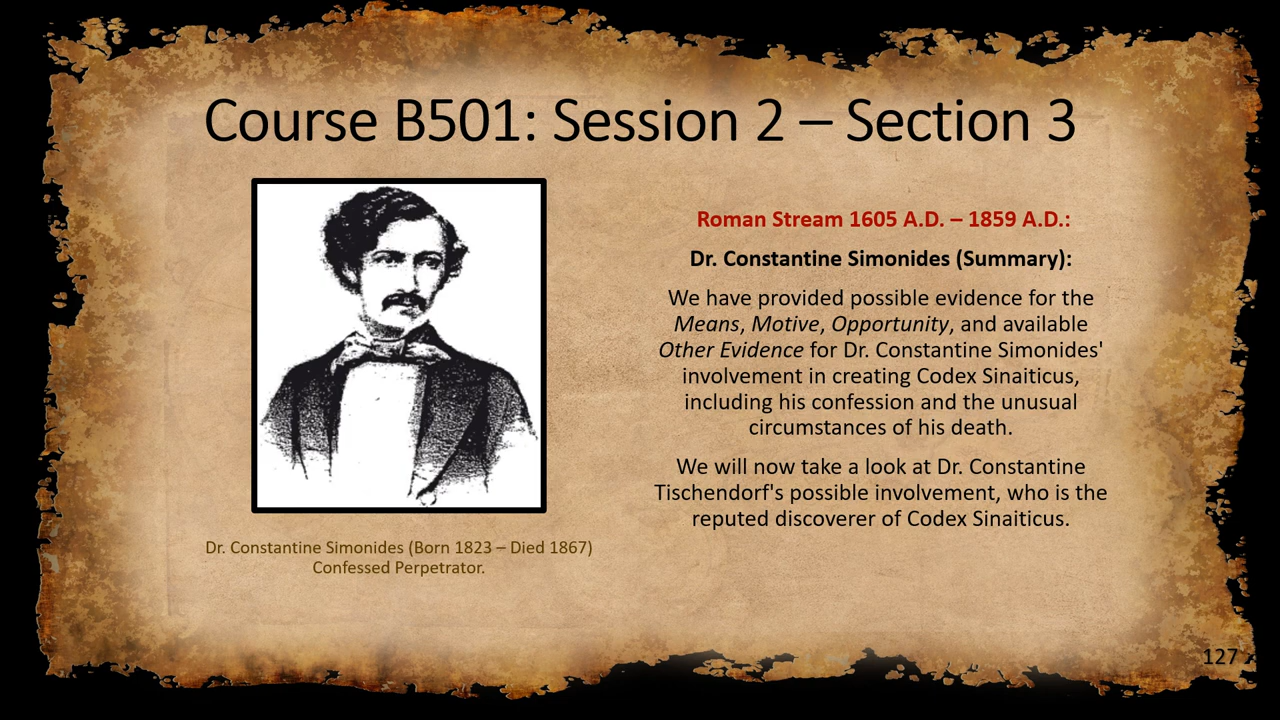 Course B501: Session 2 – Section 3
Roman Stream 1605 A.D. – 1859 A.D.:
Dr. Constantine Simonides (Summary):
We have provided possible evidence for the
Means, Motive, Opportunity, and available
Other Evidence for Dr. Constantine Simonides'
involvement in creating Codex Sinaiticus,
including his confession and the unusual
circumstances of his death.
We will now take a look at Dr. Constantine
Tischendorf's possible involvement, who is the
reputed discoverer of Codex Sinaiticus.
Dr. Constantine Simonides (Born 1823 – Died 1867)
Confessed Perpetrator.
127